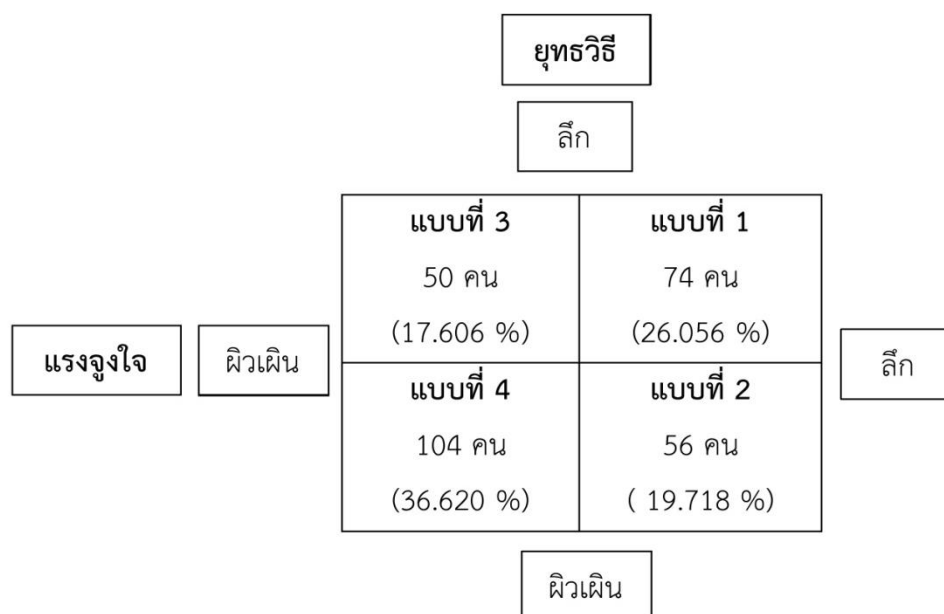 ยุทธวิธี
ลึก
แบบที่ 3
50 คน
(17.606 %)
แบบที่ 1
74 คน
(26.056 %)
แรงจูงใจ
ผิวเผิน
ลึก
แบบที่ 4
104 คน
(36.620 %)
แบบที่ 2
56 คน
( 19.718 %)
ผิวเผิน